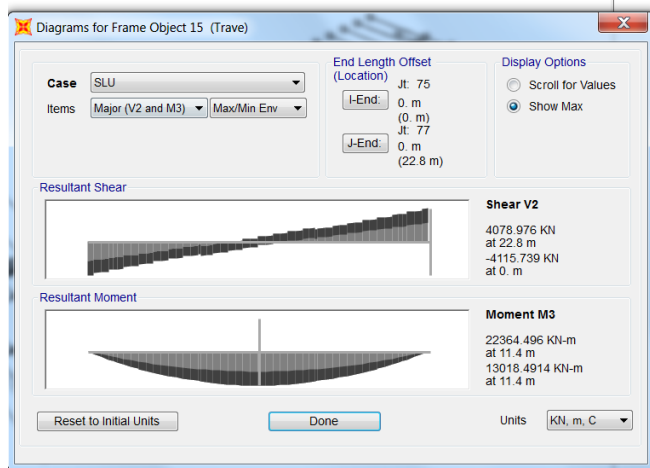 Diagrams for Frame Object 15 (Trave)
X
Case
SLU
Items
Major (V2 and M3)
Max/Min Env
End Length Offset
(Location)
Jt: 75
I-End:
0. m
(0. m)
Jt: 77
J-End:
0. m
(22.8 m)
Display Options
Scroll for Values
Show Max
Resultant Shear
Shear V2
4078.976 KN
at 22.8 m
-4115.739 KN
at 0. m
Resultant Moment
Moment M3
22364.496 KN-m
at 11.4 m
13018.4914 KN-m
at 11.4 m
Reset to Initial Units
Done
Units
KN, m, C